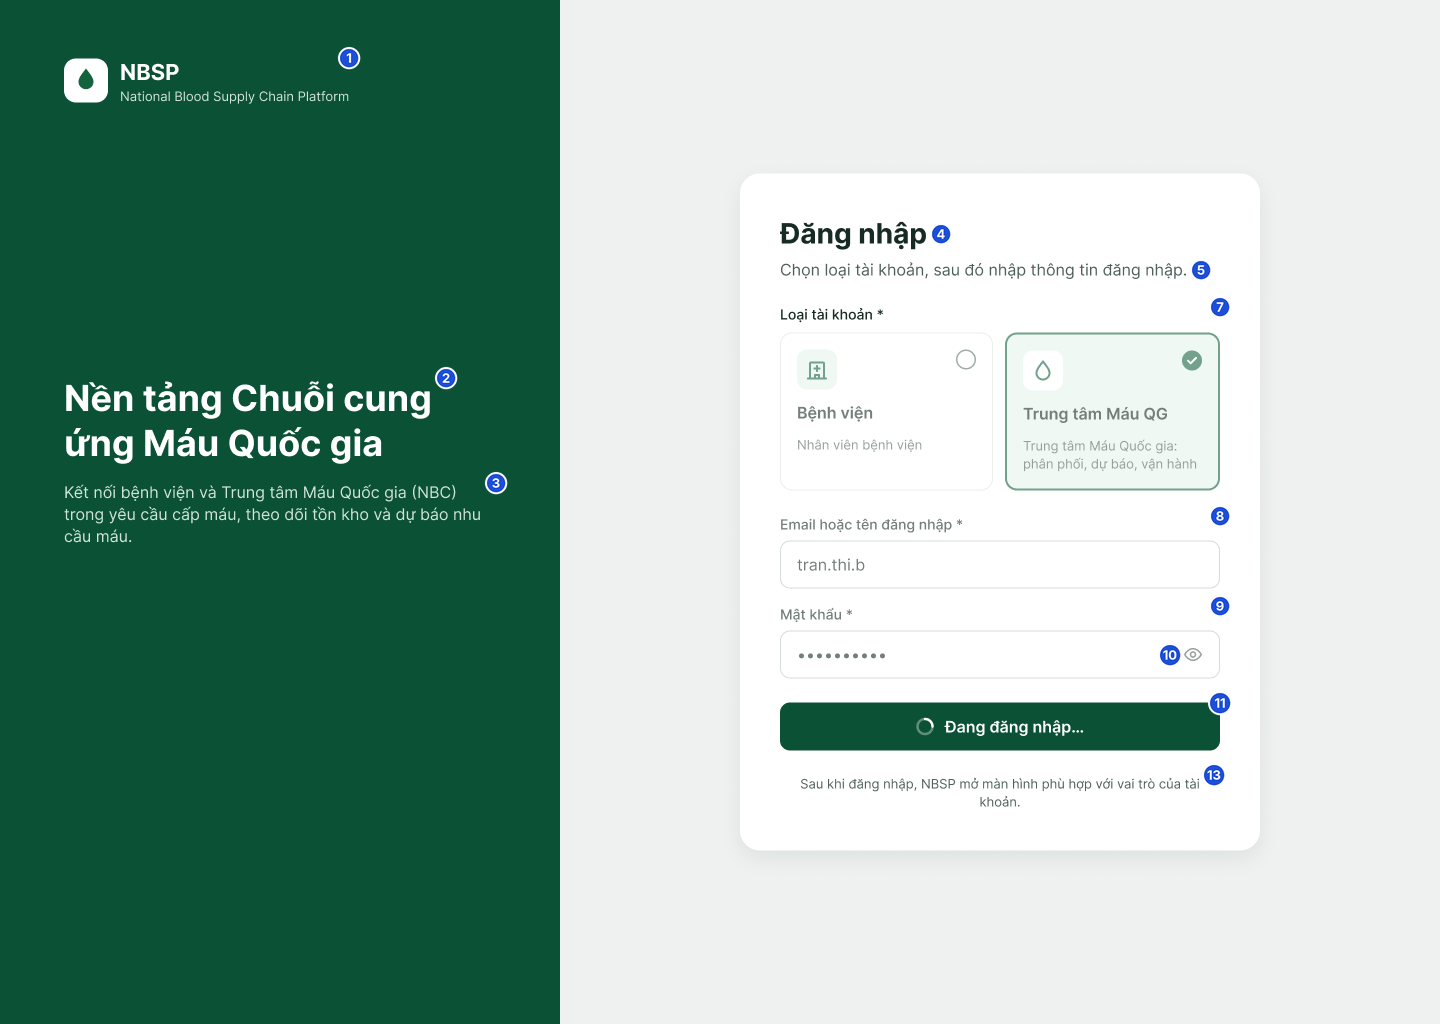 1
NBSP
National Blood Supply Chain Platform
2
Nền tảng Chuỗi cung
ứng Máu Quốc gia
3
Kết nối bệnh viện và Trung tâm Máu Quốc gia (NBC)
trong yêu cầu cấp máu, theo dõi tồn kho và dự báo nhu
cầu máu.
Đăng nhập 4
Chọn loại tài khoản, sau đó nhập thông tin đăng nhập. 5
7
Loại tài khoản *
Bệnh viện
Nhân viên bệnh viện
Trung tâm Máu QG
Trung tâm Máu Quốc gia:
phân phối, dự báo, vận hành
8
Email hoặc tên đăng nhập *
tran.thi.b
9
Mật khẩu *
•••••••••• 10
11
Đang đăng nhập...
13
Sau khi đăng nhập, NBSP mở màn hình phù hợp với vai trò của tài
khoản.